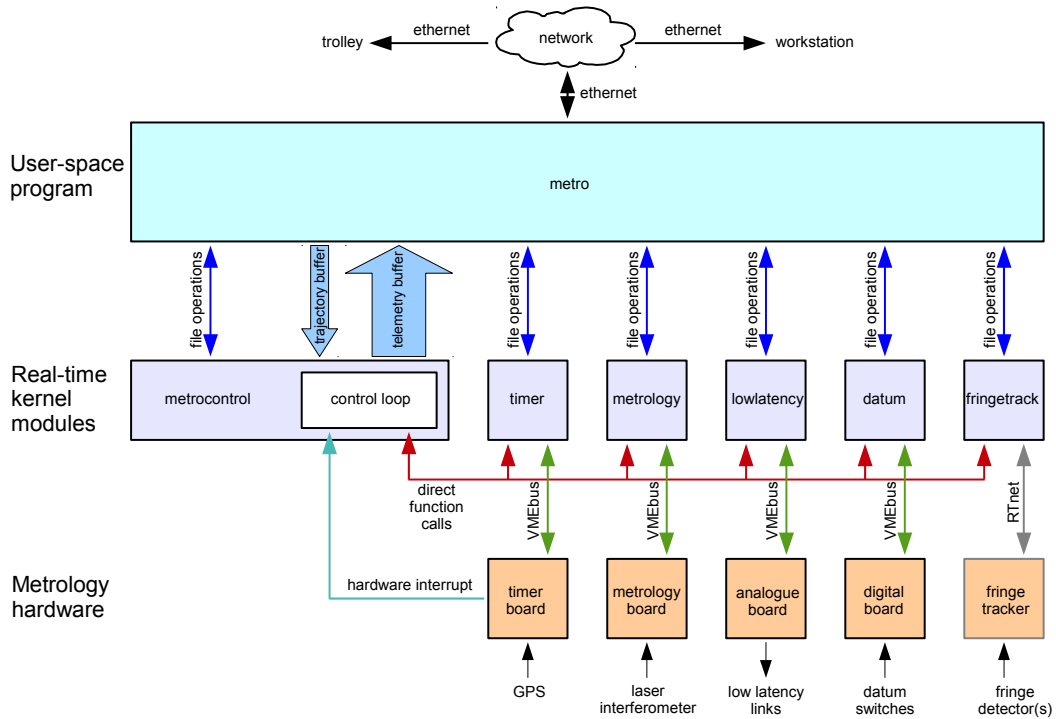 ethernet
ethernet
trolley
network
workstation
ethernet
User-space
program
metro
file operations
trajectory buffer
telemetry buffer
file operations
file operations
file operations
file operations
file operations
Real-time
kernel
modules
metrocontrol
control loop
timer
metrology
lowlatency
datum
fringetrack
direct
function
calls
VMEbus
VMEbus
VMEbus
VMEbus
RTnet
Metrology
hardware
hardware interrupt
timer
board
metrology
board
analogue
board
digital
board
fringe
tracker
GPS
laser
interferometer
low latency
links
datum
switches
fringe
detector(s)